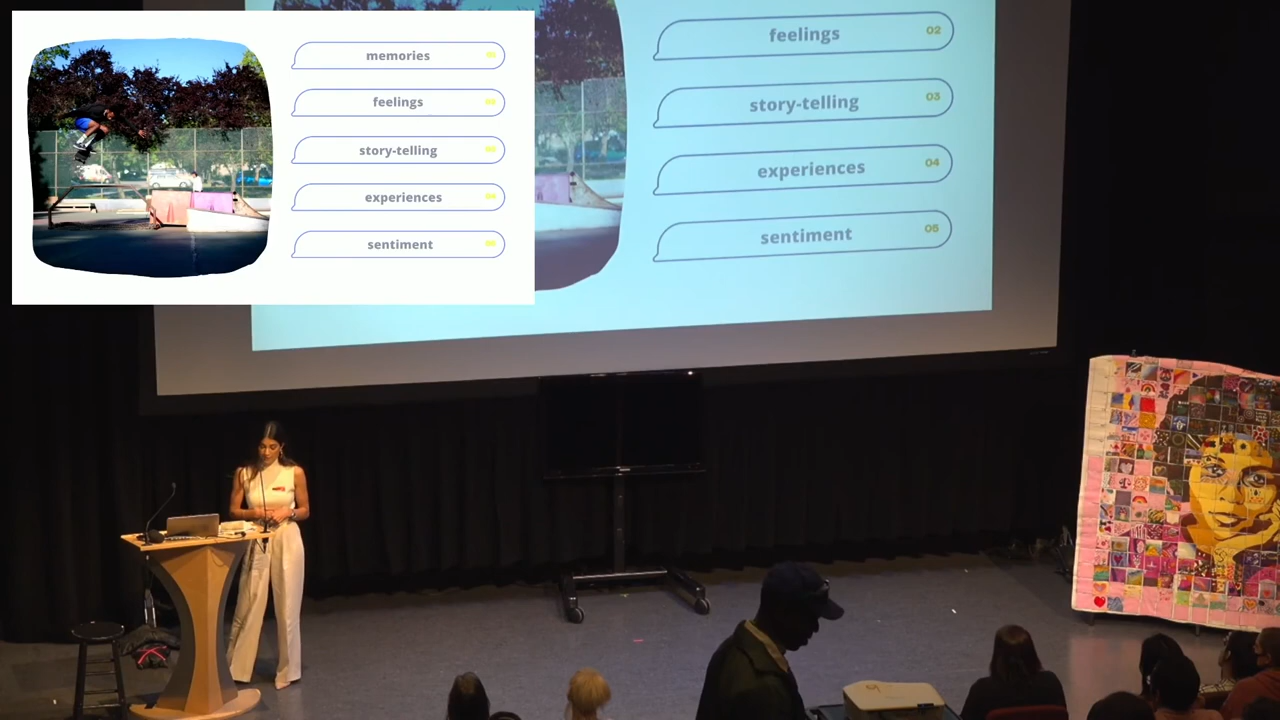 memories
feelings
story-telling
experiences
sentiment
feelings 02
story-telling 03
experiences 04
sentiment 05